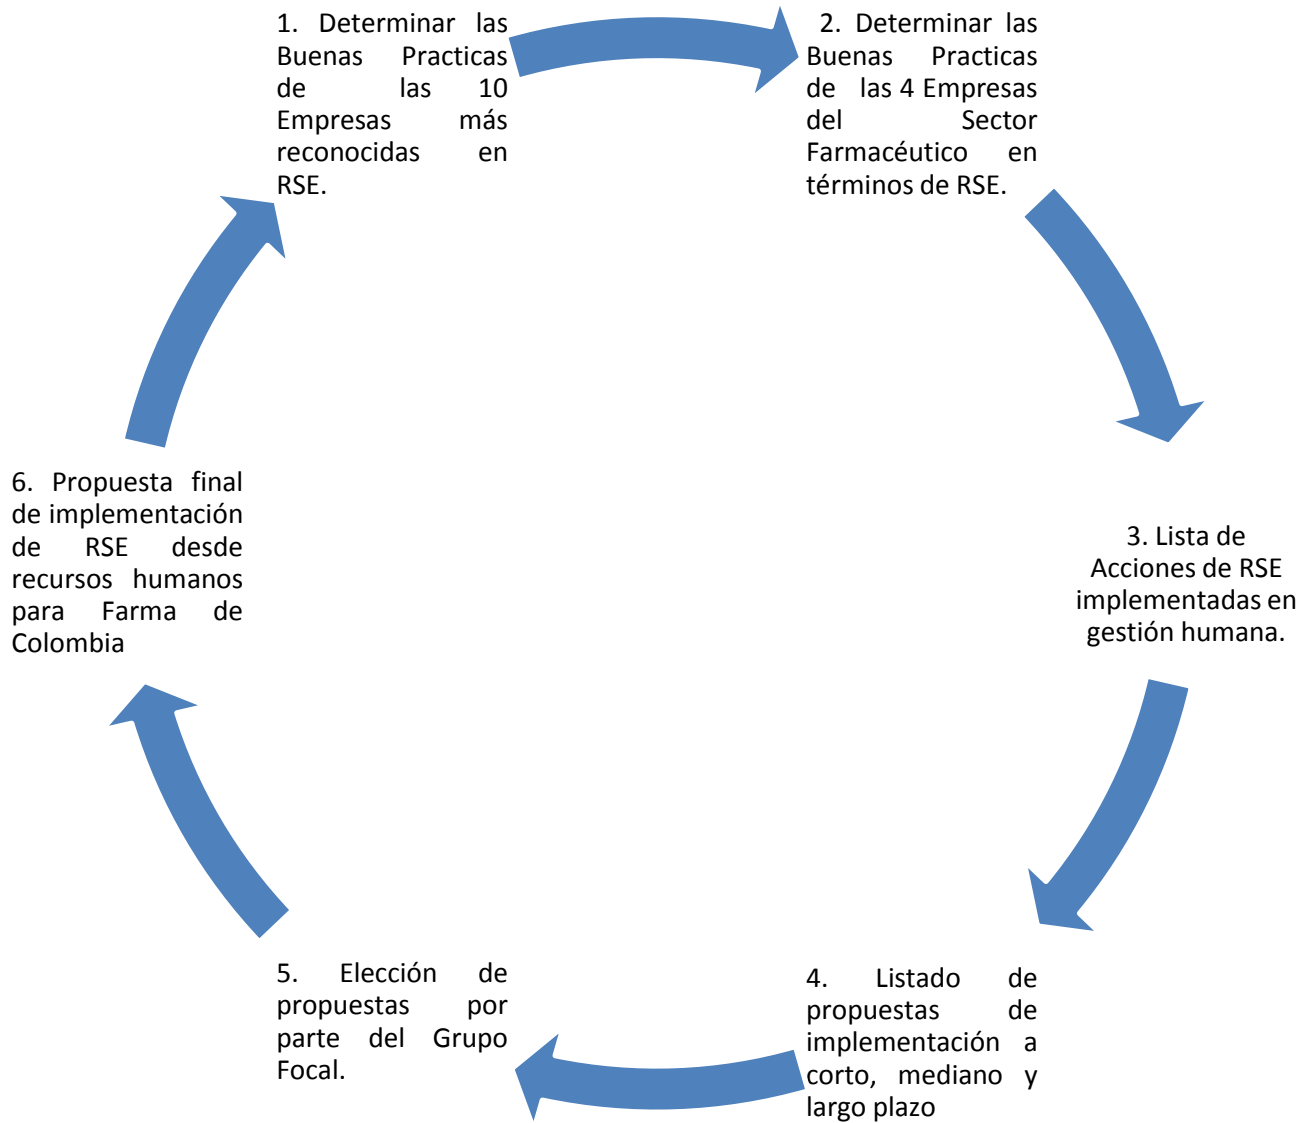 1. Determinar las
Buenas Practicas
de las 10
Empresas más
reconocidas en
RSE.
2. Determinar las
Buenas Practicas
de las 4 Empresas
del Sector
Farmacéutico en
términos de RSE.
3. Lista de
Acciones de RSE
implementadas en
gestión humana.
4. Listado de
propuestas de
implementación a
corto, mediano y
largo plazo
5. Elección de
propuestas por
parte del Grupo
Focal.
6. Propuesta final
de implementación
de RSE desde
recursos humanos
para Farma de
Colombia